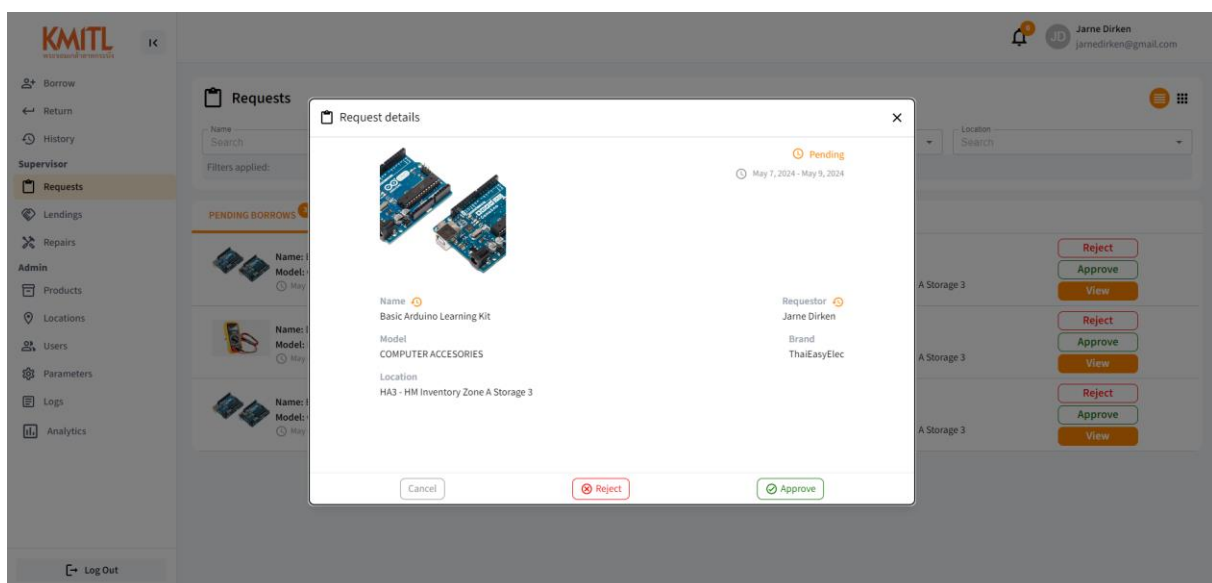 KMITL
Jarne Dirken
JD
jarnedirken@gmail.com
Borrow
Return
History
Supervisor
Requests
Lendings
Repairs
Admin
Products
Locations
Users
Parameters
Logs
Analytics
Log Out
Requests
Name
Search
Location
Search
Filters applied:
PENDING BORROWS
Name:
Model:
May
A Storage 3
Reject
Approve
View
Name:
Model:
May
A Storage 3
Reject
Approve
View
Name:
Model:
May
A Storage 3
Reject
Approve
View
Request details
Pending
May 7, 2024 - May 9, 2024
Name
Basic Arduino Learning Kit
Requestor
Jarne Dirken
Model
COMPUTER ACCESORIES
Brand
ThaiEasyElec
Location
HA3 - HM Inventory Zone A Storage 3
Cancel
Reject
Approve